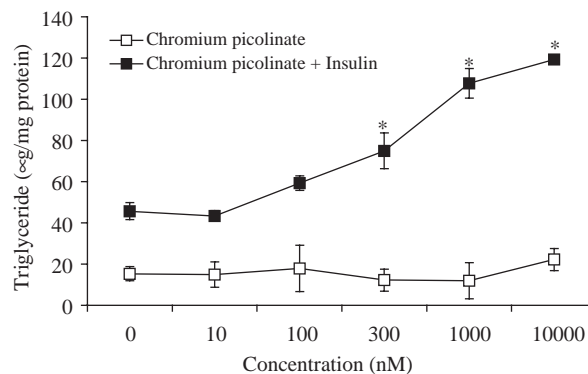 140
120
100
80
60
40
20
0
Triglyceride (∝g/mg protein)
Chromium picolinate
Chromium picolinate + Insulin
*
*
*
0 10 100 300 1000 10000
Concentration (nM)